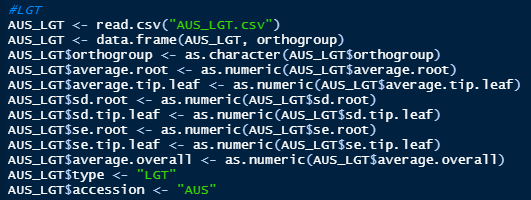 #LGT
AUS_LGT <- read.csv("AUS_LGT.csv")
AUS_LGT <- data.frame(AUS_LGT, orthogroup)
AUS_LGT$orthogroup <- as.character(AUS_LGT$orthogroup)
AUS_LGT$average.root <- as.numeric(AUS_LGT$average.root)
AUS_LGT$average.tip.leaf <- as.numeric(AUS_LGT$average.tip.leaf)
AUS_LGT$sd.root <- as.numeric(AUS_LGT$sd.root)
AUS_LGT$sd.tip.leaf <- as.numeric(AUS_LGT$sd.tip.leaf)
AUS_LGT$se.root <- as.numeric(AUS_LGT$se.root)
AUS_LGT$se.tip.leaf <- as.numeric(AUS_LGT$se.tip.leaf)
AUS_LGT$average.overall <- as.numeric(AUS_LGT$average.overall)
AUS_LGT$type <- "LGT"
AUS_LGT$accession <- "AUS"